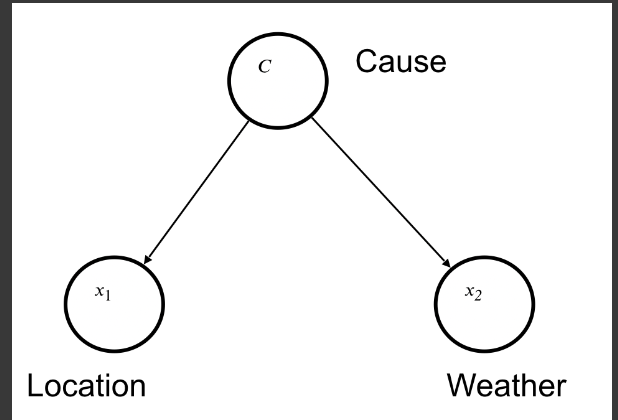 C
Cause
x1
x2
Location
Weather